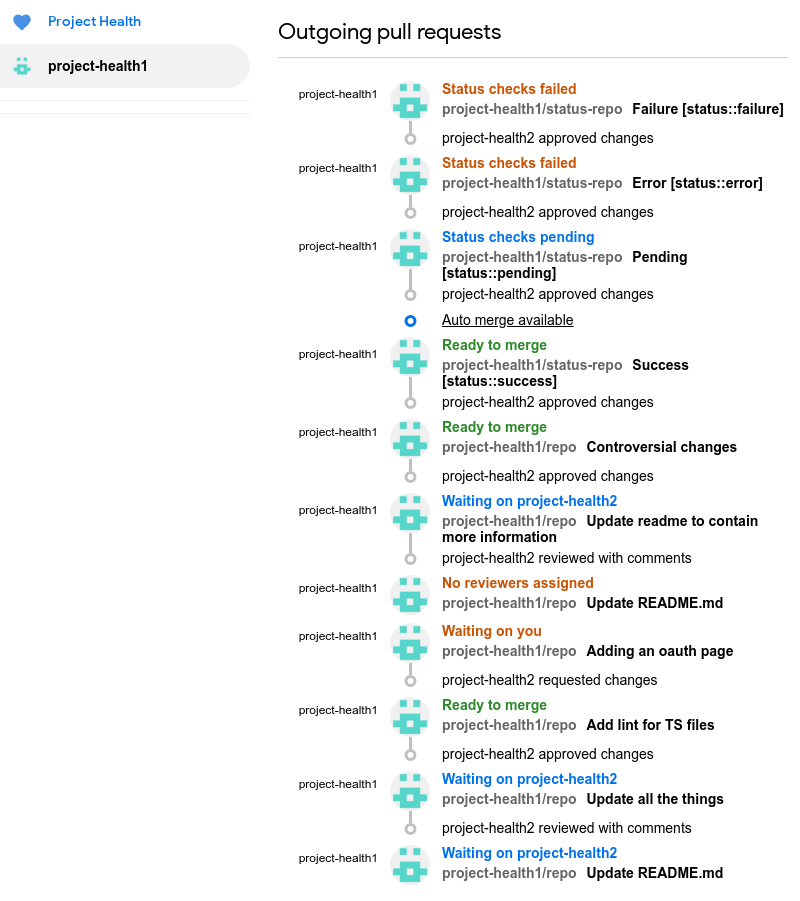 Project Health
project-health1
Outgoing pull requests
project-health1
Status checks failed
project-health1/status-repo Failure [status::failure]
project-health2 approved changes
project-health1
Status checks failed
project-health1/status-repo Error [status::error]
project-health2 approved changes
project-health1
Status checks pending
project-health1/status-repo Pending
[status::pending]
project-health2 approved changes
Auto merge available
project-health1
Ready to merge
project-health1/status-repo Success
[status::success]
project-health2 approved changes
project-health1
Ready to merge
project-health1/repo Controversial changes
project-health2 approved changes
project-health1
Waiting on project-health2
project-health1/repo Update readme to contain
more information
project-health2 reviewed with comments
project-health1
No reviewers assigned
project-health1/repo Update README.md
project-health1
Waiting on you
project-health1/repo Adding an oauth page
project-health2 requested changes
project-health1
Ready to merge
project-health1/repo Add lint for TS files
project-health2 approved changes
project-health1
Waiting on project-health2
project-health1/repo Update all the things
project-health2 reviewed with comments
project-health1
Waiting on project-health2
project-health1/repo Update README.md